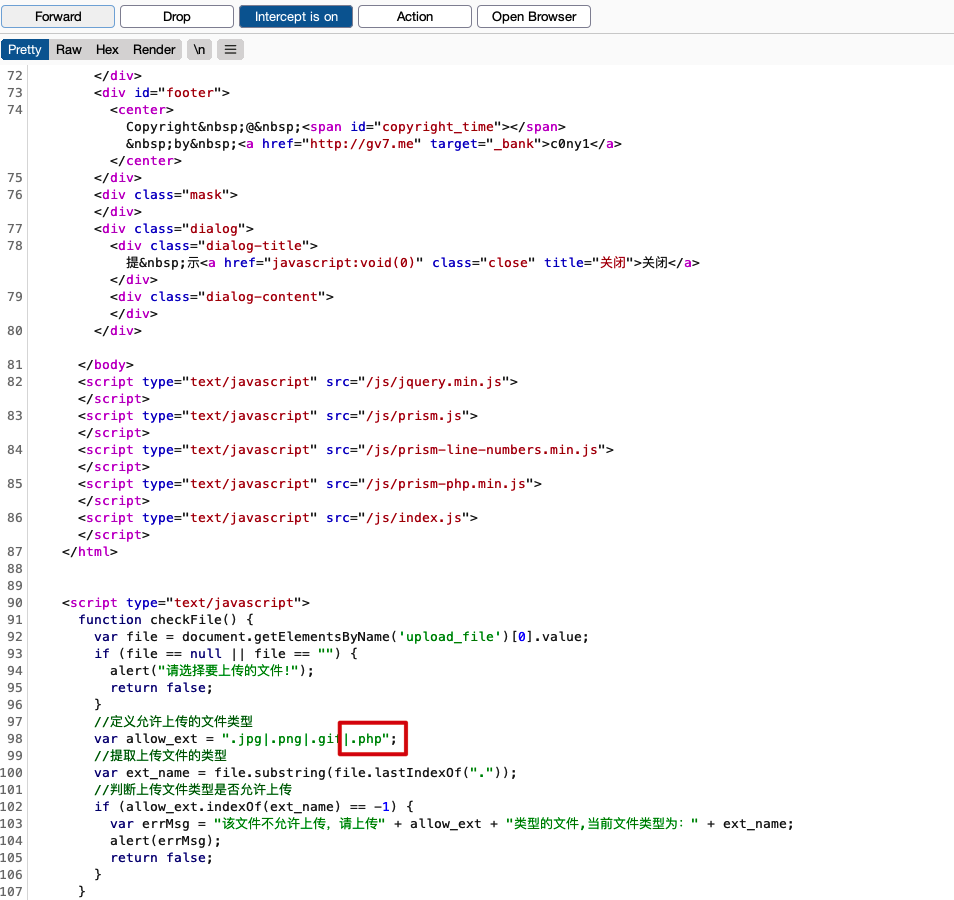 Forward Drop Intercept is on Action Open Browser
Pretty Raw Hex Render \n ☰
72 </div>
73 <div id="footer">
74 <center>
Copyright&nbsp;@&nbsp;<span id="copyright_time"></span>
&nbsp;by&nbsp;<a href="http://gv7.me" target="_bank">c0ny1</a>
</center>
75 </div>
76 <div class="mask">
</div>
77 <div class="dialog">
78 <div class="dialog-title">
提&nbsp;示<a href="javascript:void(0)" class="close" title="关闭">关闭</a>
</div>
79 <div class="dialog-content">
</div>
80 </div>
81 </body>
82 <script type="text/javascript" src="/js/jquery.min.js">
</script>
83 <script type="text/javascript" src="/js/prism.js">
</script>
84 <script type="text/javascript" src="/js/prism-line-numbers.min.js">
</script>
85 <script type="text/javascript" src="/js/prism-php.min.js">
</script>
86 <script type="text/javascript" src="/js/index.js">
</script>
87 </html>
88
89
90 <script type="text/javascript">
91 function checkFile() {
92 var file = document.getElementsByName('upload_file')[0].value;
93 if (file == null || file == "") {
94 alert("请选择要上传的文件!");
95 return false;
96 }
97 //定义允许上传的文件类型
98 var allow_ext = ".jpg|.png|.gif|.php";
99 //提取上传文件的类型
100 var ext_name = file.substring(file.lastIndexOf("."));
101 //判断上传文件类型是否允许上传
102 if (allow_ext.indexOf(ext_name) == -1) {
103 var errMsg = "该文件不允许上传，请上传" + allow_ext + "类型的文件,当前文件类型为：" + ext_name;
104 alert(errMsg);
105 return false;
106 }
107 }